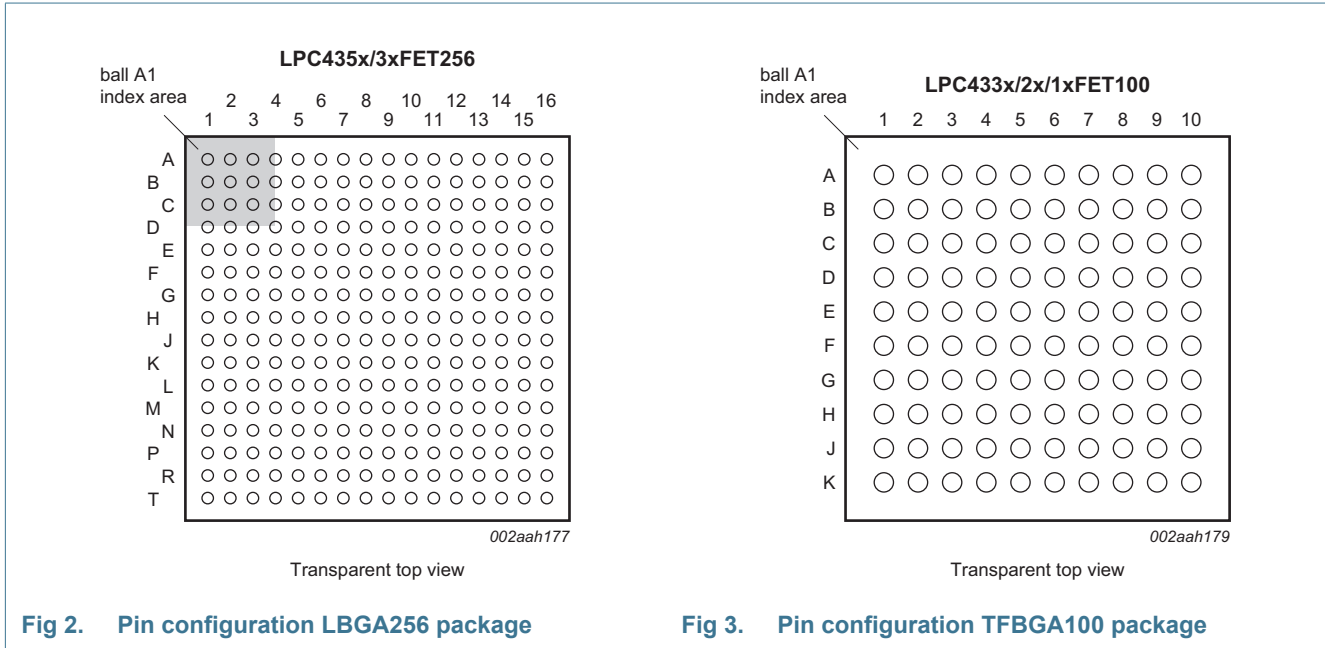 LPC435x/3xFET256
ball A1
index area
2 4 6 8 10 12 14 16
1 3 5 7 9 11 13 15
A
B
C
D
E
F
G
H
J
K
L
M
N
P
R
T
002aah177
Transparent top view
Fig 2. Pin configuration LBGA256 package
LPC433x/2x/1xFET100
ball A1
index area
1 2 3 4 5 6 7 8 9 10
A
B
C
D
E
F
G
H
J
K
002aah179
Transparent top view
Fig 3. Pin configuration TFBGA100 package